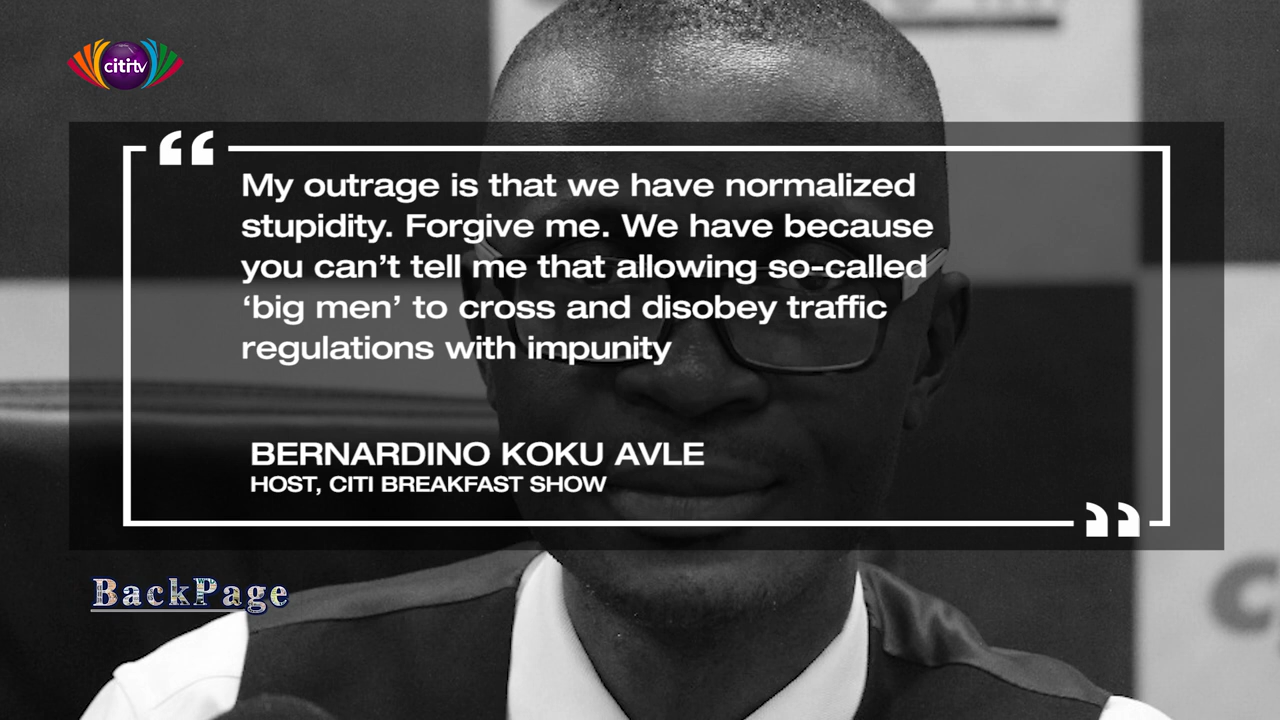 cititv
My outrage is that we have normalized
stupidity. Forgive me. We have because
you can't tell me that allowing so-called
‘big men’ to cross and disobey traffic
regulations with impunity
BERNARDINO KOKU AVLE
HOST, CITI BREAKFAST SHOW
BackPage